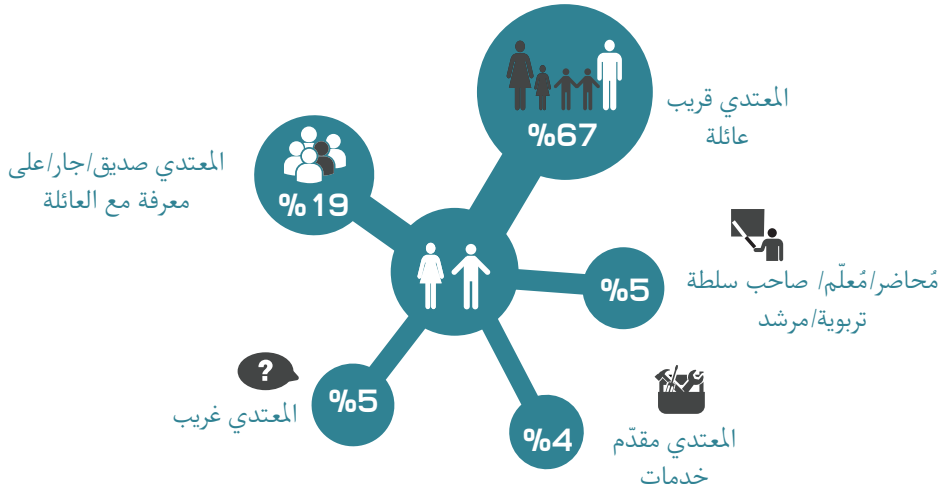 %67
المعتدي قريب
عائلة
%19
المعتدي صديق/جار/على
معرفة مع العائلة
%5
مُحاضر/مُعلّم/ صاحب سلطة
تربوية/مرشد
%5
?
المعتدي غريب
%4
المعتدي مقدّم
خدمات